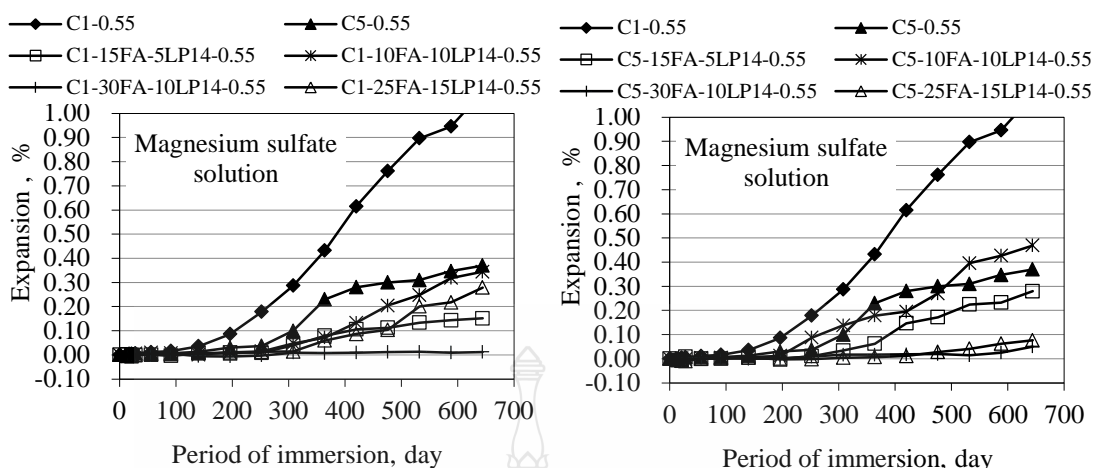 C1-0.55
C5-0.55
C1-15FA-5LP14-0.55
C1-10FA-10LP14-0.55
C1-30FA-10LP14-0.55
C1-25FA-15LP14-0.55
Magnesium sulfate
solution
Expansion , %
1.00
0.90
0.80
0.70
0.60
0.50
0.40
0.30
0.20
0.10
0.00
-0.10
0 100 200 300 400 500 600 700
Period of immersion, day
C1-0.55
C5-0.55
C5-15FA-5LP14-0.55
C5-10FA-10LP14-0.55
C5-30FA-10LP14-0.55
C5-25FA-15LP14-0.55
Magnesium sulfate
solution
Expansion , %
1.00
0.90
0.80
0.70
0.60
0.50
0.40
0.30
0.20
0.10
0.00
-0.10
0 100 200 300 400 500 600 700
Period of immersion, day